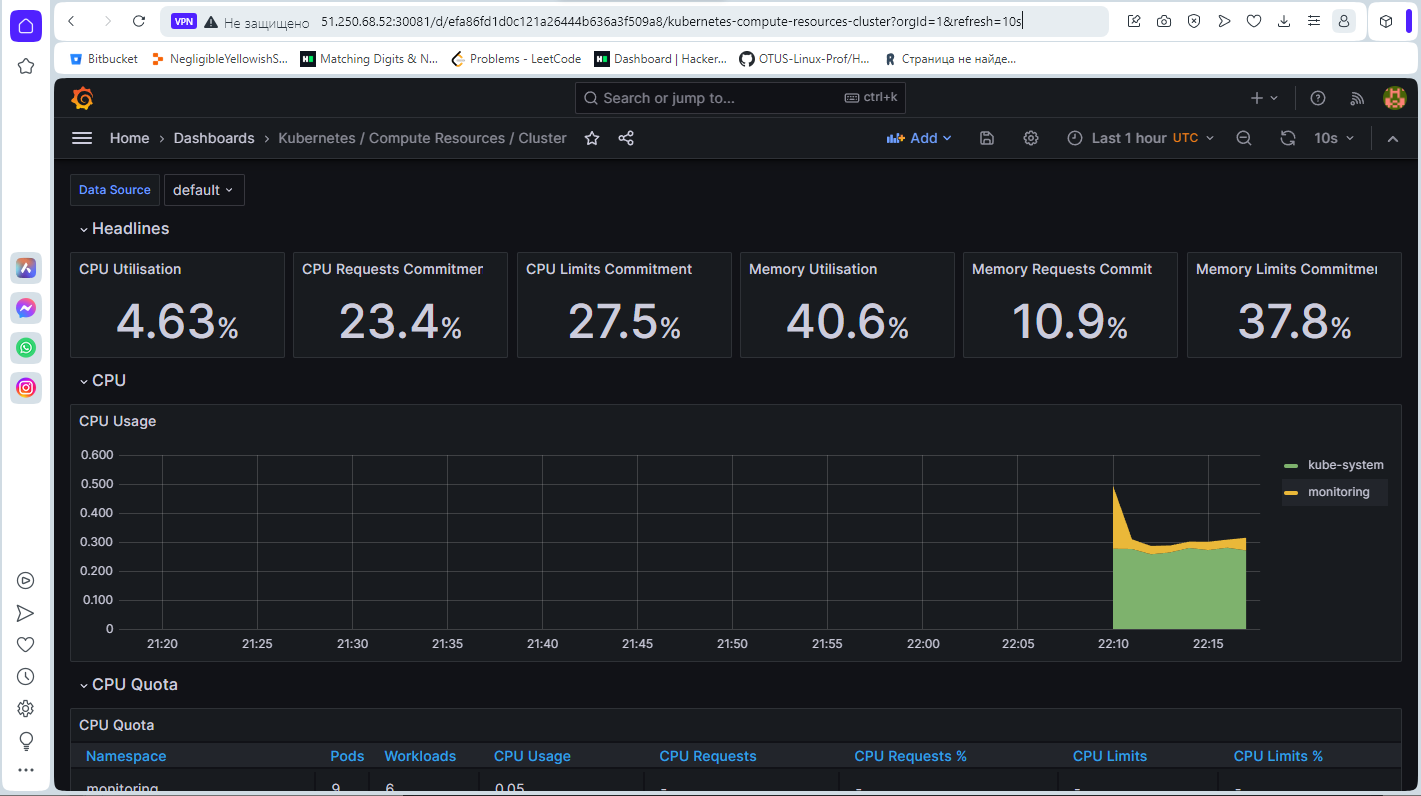 VPN Не защищено 51.250.68.52:30081/d/efa86fd1d0c121a26444b636a3f509a8/kubernetes-compute-resources-cluster?orgId=1&refresh=10s
Bitbucket NegligibleYellowishS... Matching Digits & N... Problems - LeetCode Dashboard | Hacker... OTUS-Linux-Prof/H... Страница не найде...
Search or jump to... ctrl+k
Home › Dashboards › Kubernetes / Compute Resources / Cluster Add Last 1 hour UTC 10s
Data Source default
Headlines
CPU Utilisation CPU Requests Commitmer CPU Limits Commitment Memory Utilisation Memory Requests Commit Memory Limits Commitmer
4.63% 23.4% 27.5% 40.6% 10.9% 37.8%
CPU
CPU Usage
0.600
0.500
0.400
0.300
0.200
0.100
0
21:20 21:25 21:30 21:35 21:40 21:45 21:50 21:55 22:00 22:05 22:10 22:15
kube-system
monitoring
CPU Quota
CPU Quota
Namespace Pods Workloads CPU Usage CPU Requests CPU Requests % CPU Limits CPU Limits %
monitoring 9 6 0.05 - - - -